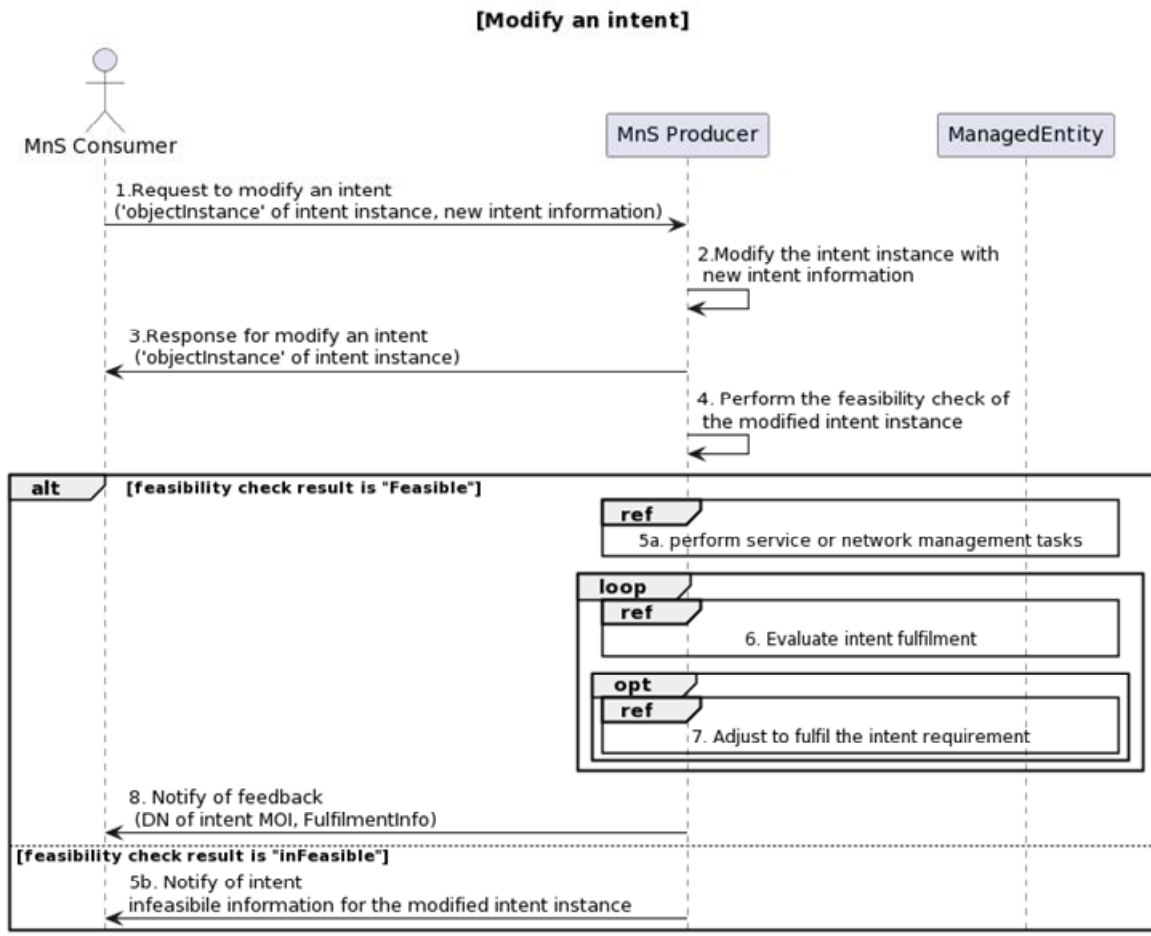 [Modify an intent]
MnS Consumer
MnS Producer
ManagedEntity
1.Request to modify an intent
('objectInstance' of intent instance, new intent information)
2.Modify the intent instance with
new intent information
3.Response for modify an intent
('objectInstance' of intent instance)
4. Perform the feasibility check of
the modified intent instance
alt
[feasibility check result is "Feasible"]
ref
5a. perform service or network management tasks
loop
ref
6. Evaluate intent fulfilment
opt
ref
7. Adjust to fulfil the intent requirement
8. Notify of feedback
(DN of intent MOI, FulfilmentInfo)
[feasibility check result is "inFeasible"]
5b. Notify of intent
infeasibile information for the modified intent instance